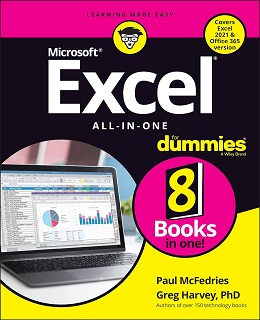 LEARNING MADE EASY
Covers
Excel
2021 &
Office 365
version
Microsoft®
Excel®
ALL-IN-ONE
for
dummies®
A Wiley Brand
8
Books
in one!
Paul McFedries
Greg Harvey, PhD
Authors of over 150 technology books